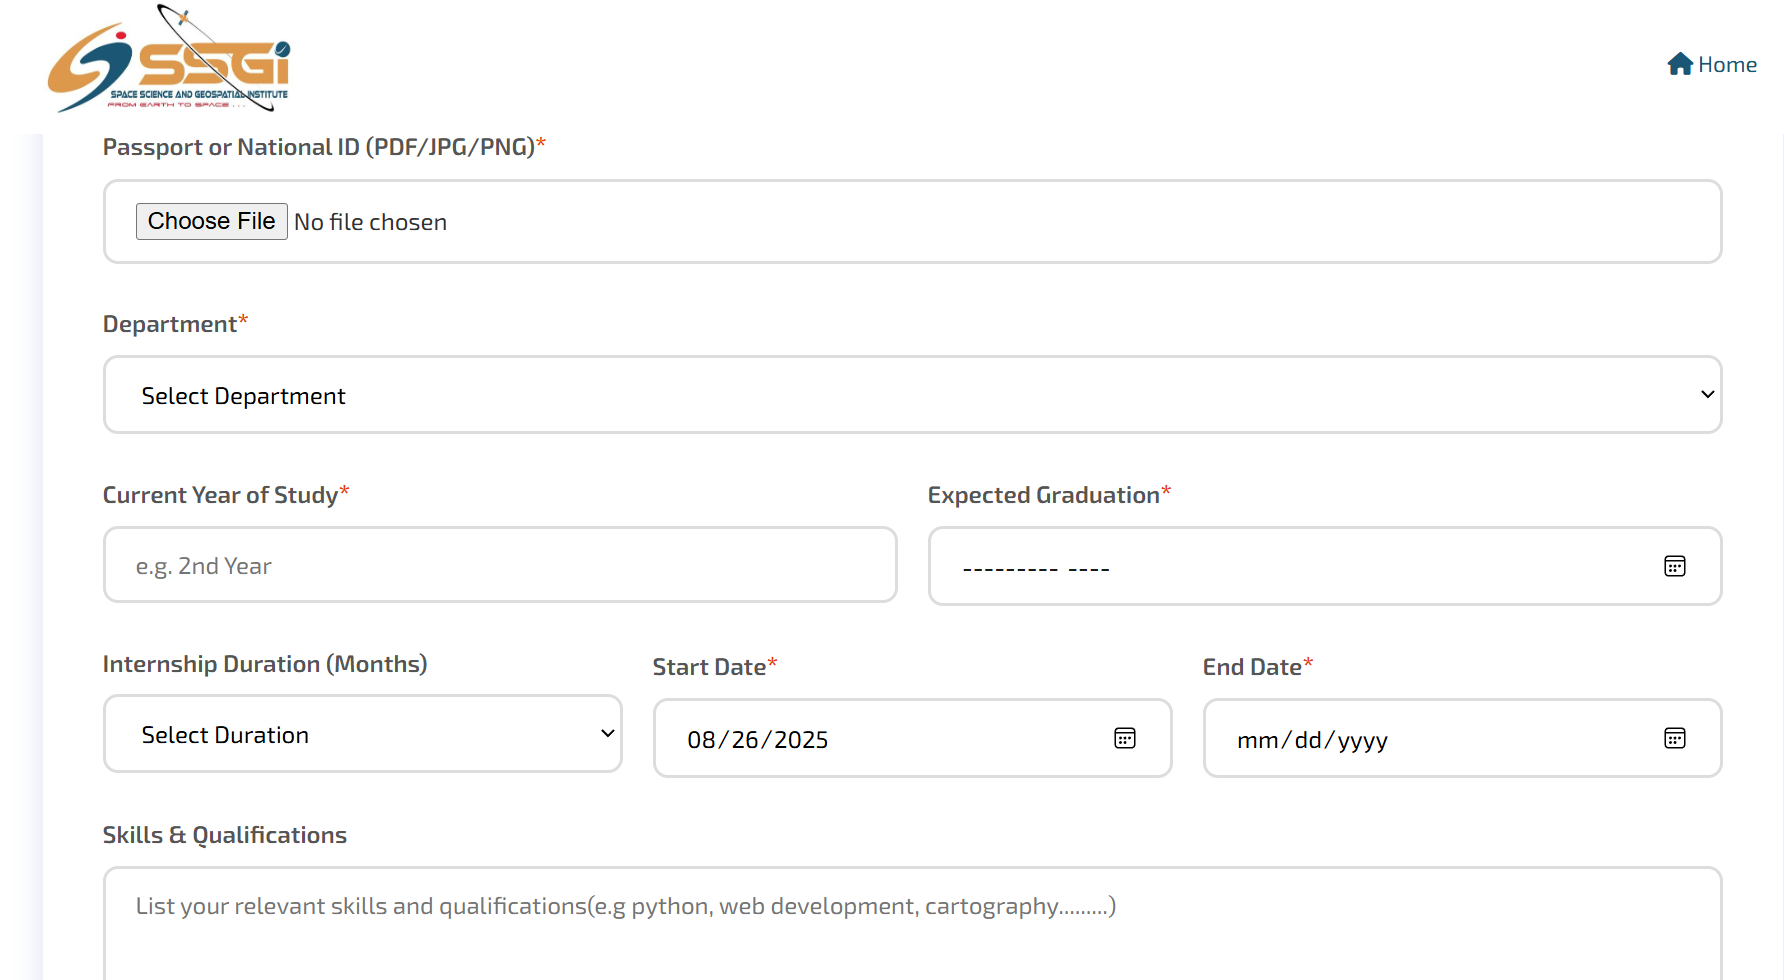 SSGi
SPACE SCIENCE AND GEOSPATIAL INSTITUTE
FROM EARTH TO SPACE . . .
Home
Passport or National ID (PDF/JPG/PNG)*
Choose File No file chosen
Department*
Select Department
Current Year of Study*
Expected Graduation*
e.g. 2nd Year
--------- ----
Internship Duration (Months)
Start Date*
End Date*
Select Duration
08/26/2025
mm/dd/yyyy
Skills & Qualifications
List your relevant skills and qualifications(e.g python, web development, cartography.........)